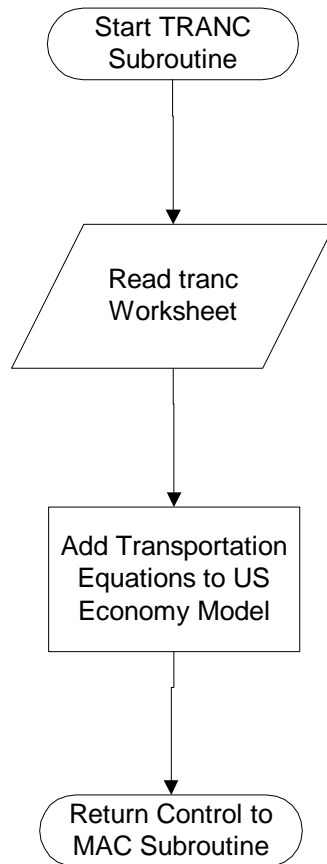 Start TRANC
Subroutine
Read tranc
Worksheet
Add Transportation
Equations to US
Economy Model
Return Control to
MAC Subroutine